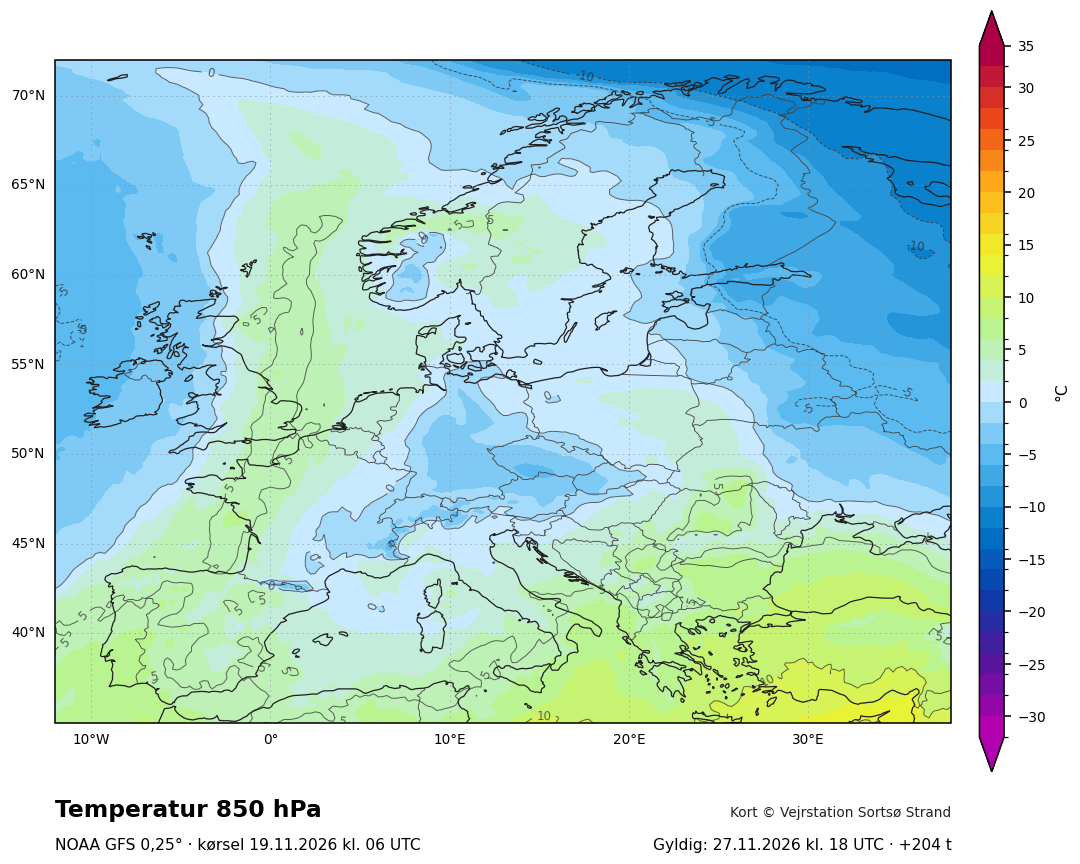 70°N
65°N
60°N
55°N
50°N
45°N
40°N
10°W
0°
10°E
20°E
30°E
35
30
25
20
15
10
5
0
−5
−10
−15
−20
−25
−30
°C
Temperatur 850 hPa
Kort © Vejrstation Sortsø Strand
NOAA GFS 0,25° · kørsel 19.11.2026 kl. 06 UTC
Gyldig: 27.11.2026 kl. 18 UTC · +204 t